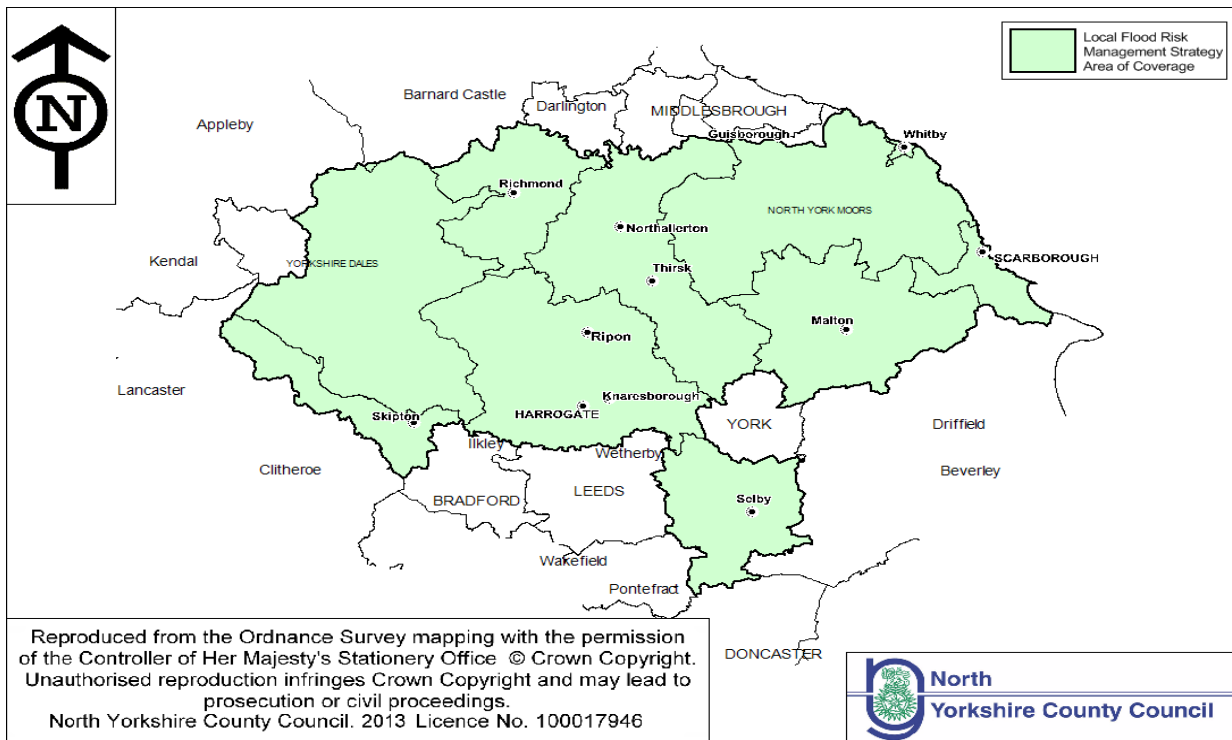 N
Local Flood Risk
Management Strategy
Area of Coverage
Barnard Castle
Darlington
MIDDLESBROUGH
Appleby
Guisborough
Whitby
Richmond
NORTH YORK MOORS
Northallerton
Kendal
YORKSHIRE DALES
SCARBOROUGH
Thirsk
Malton
Ripon
Lancaster
Knaresborough
Skipton
HARROGATE
YORK
Driffield
Ilkley
Wetherby
Clitheroe
Beverley
BRADFORD
LEEDS
Selby
Wakefield
Pontefract
DONCASTER
Reproduced from the Ordnance Survey mapping with the permission
of the Controller of Her Majesty's Stationery Office © Crown Copyright.
Unauthorised reproduction infringes Crown Copyright and may lead to
prosecution or civil proceedings.
North Yorkshire County Council. 2013 Licence No. 100017946
North
Yorkshire County Council